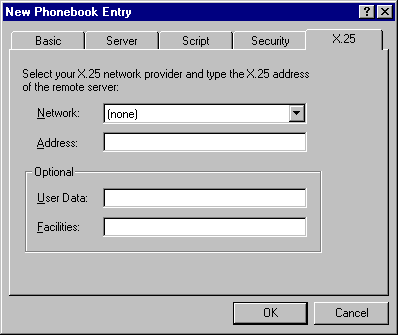 New Phonebook Entry
Basic Server Script Security X.25
Select your X.25 network provider and type the X.25 address
of the remote server:
Network: (none)
Address:
Optional
User Data:
Facilities:
OK Cancel